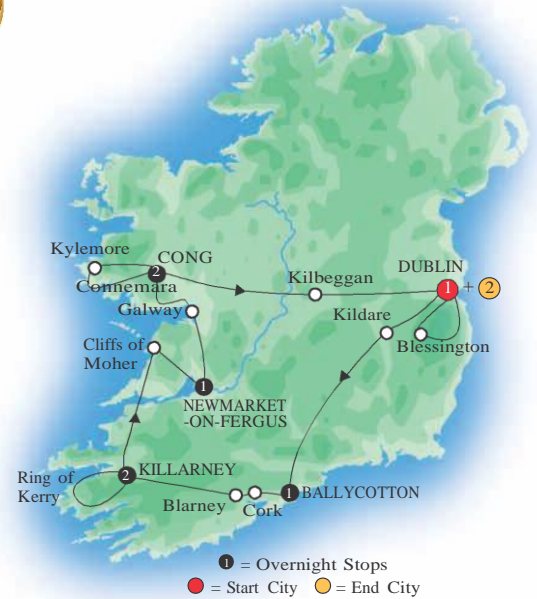 Kylemore
CONG
2
Connemara
Kilbeggan
DUBLIN
1 + 2
Galway
Kildare
Blessington
Cliffs of
Moher
1
NEWMARKET
-ON-FERGUS
Ring of
Kerry
2 KILLARNEY
Blarney
Cork
1 BALLYCOTTON
1 = Overnight Stops
= Start City = End City